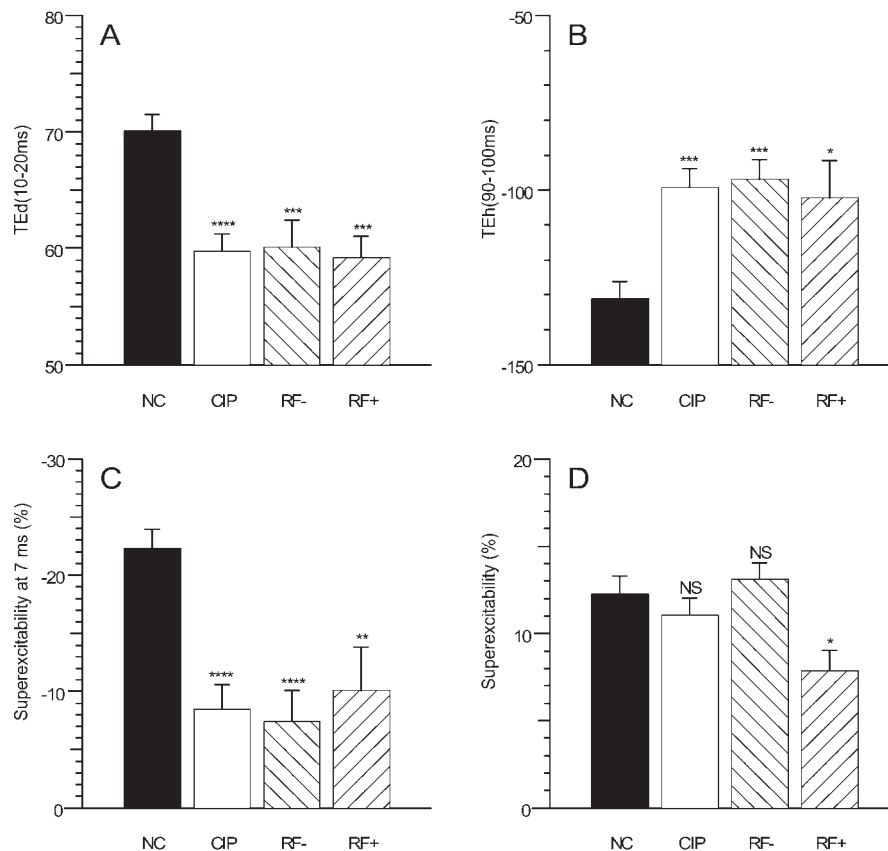 A
TEd(10-20ms)
80
70
60
50
****
***
***
NC CIP RF- RF+
B
TEh(90-100ms)
-50
-100
-150
***
***
*
NC CIP RF- RF+
C
Superexcitability at 7 ms (%)
-30
-20
-10
0
****
****
**
NC CIP RF- RF+
D
Superexcitability (%)
20
10
0
NS
NS
*
NC CIP RF- RF+